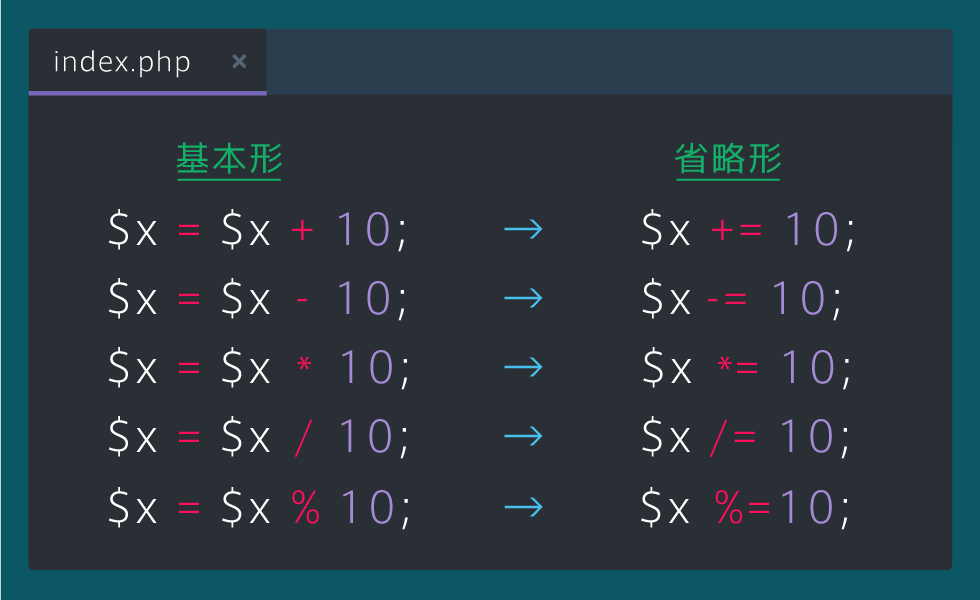 index.php ×
基本形 省略形
$x = $x + 10; → $x += 10;
$x = $x - 10; → $x -= 10;
$x = $x * 10; → $x *= 10;
$x = $x / 10; → $x /= 10;
$x = $x % 10; → $x %=10;